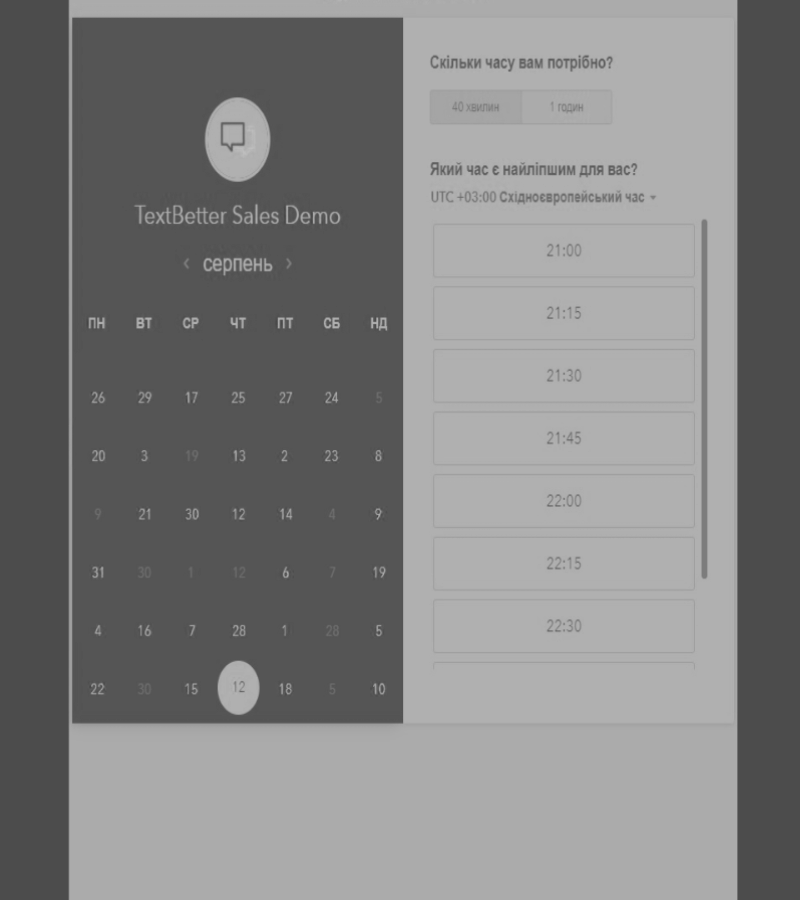 TextBetter Sales Demo
‹ серпень ›
ПН ВТ СР ЧТ ПТ СБ НД
26 29 17 25 27 24 5
20 3 19 13 2 23 8
9 21 30 12 14 4 9
31 30 1 12 6 7 19
4 16 7 28 1 28 5
22 30 15 12 18 5 10
Скільки часу вам потрібно?
40 хвилин 1 годин
Який час є найліпшим для вас?
UTC +03:00 Східноєвропейський час
21:00
21:15
21:30
21:45
22:00
22:15
22:30